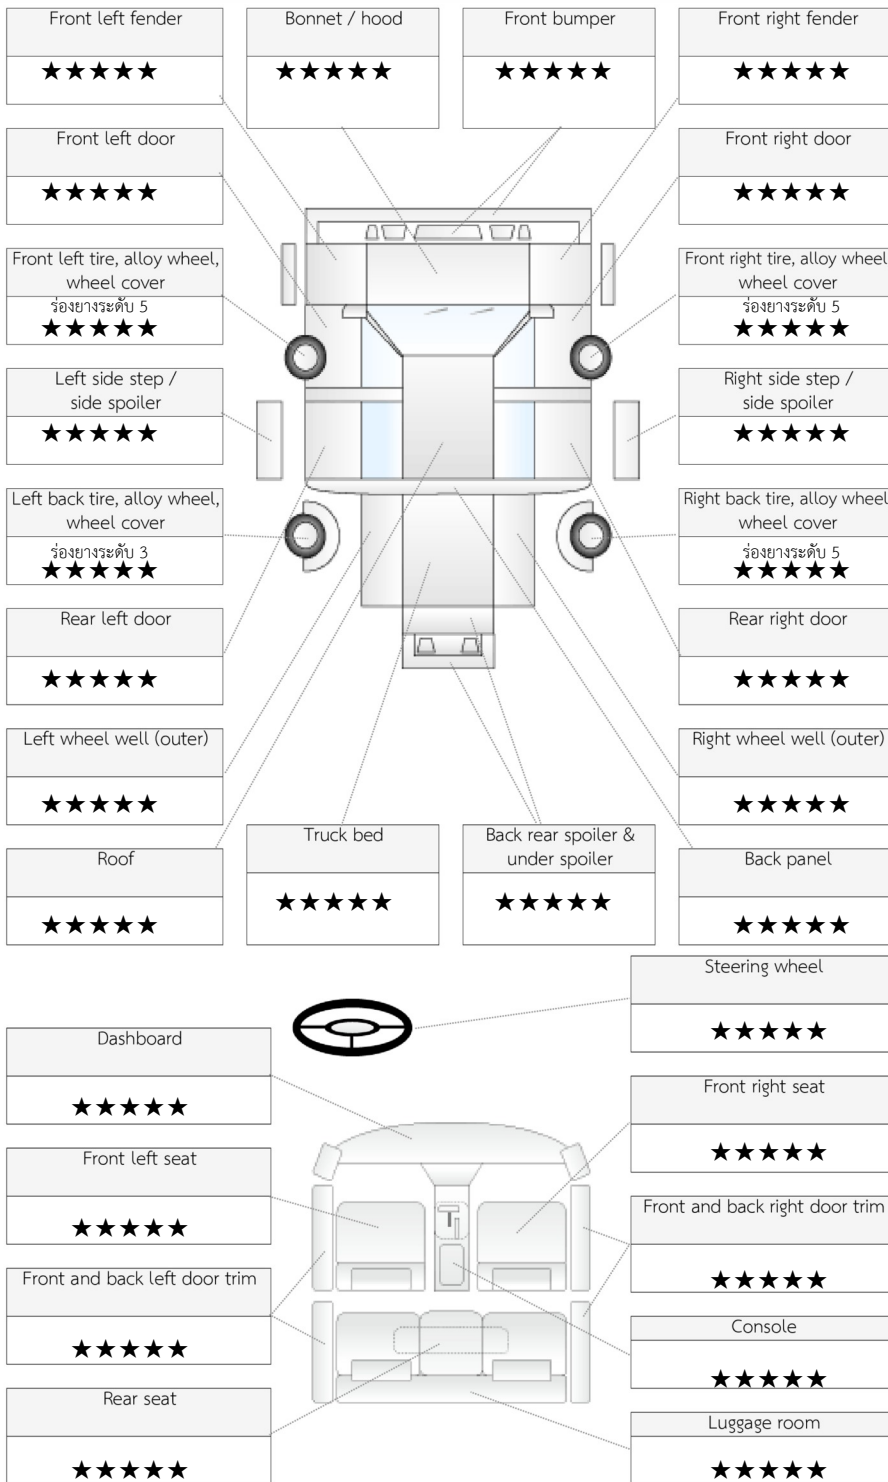 Front left fender
★★★★★
Bonnet / hood
★★★★★
Front bumper
★★★★★
Front right fender
★★★★★
Front left door
★★★★★
Front right door
★★★★★
Front left tire, alloy wheel,
wheel cover
ร่องยางระดับ 5
★★★★★
Front right tire, alloy wheel
wheel cover
ร่องยางระดับ 5
★★★★★
Left side step /
side spoiler
★★★★★
Right side step /
side spoiler
★★★★★
Left back tire, alloy wheel,
wheel cover
ร่องยางระดับ 3
★★★★★
Right back tire, alloy wheel
wheel cover
ร่องยางระดับ 5
★★★★★
Rear left door
★★★★★
Rear right door
★★★★★
Left wheel well (outer)
★★★★★
Right wheel well (outer)
★★★★★
Roof
★★★★★
Truck bed
★★★★★
Back rear spoiler &
under spoiler
★★★★★
Back panel
★★★★★
Steering wheel
★★★★★
Dashboard
★★★★★
Front right seat
★★★★★
Front left seat
★★★★★
Front and back right door trim
★★★★★
Front and back left door trim
★★★★★
Console
★★★★★
Rear seat
★★★★★
Luggage room
★★★★★